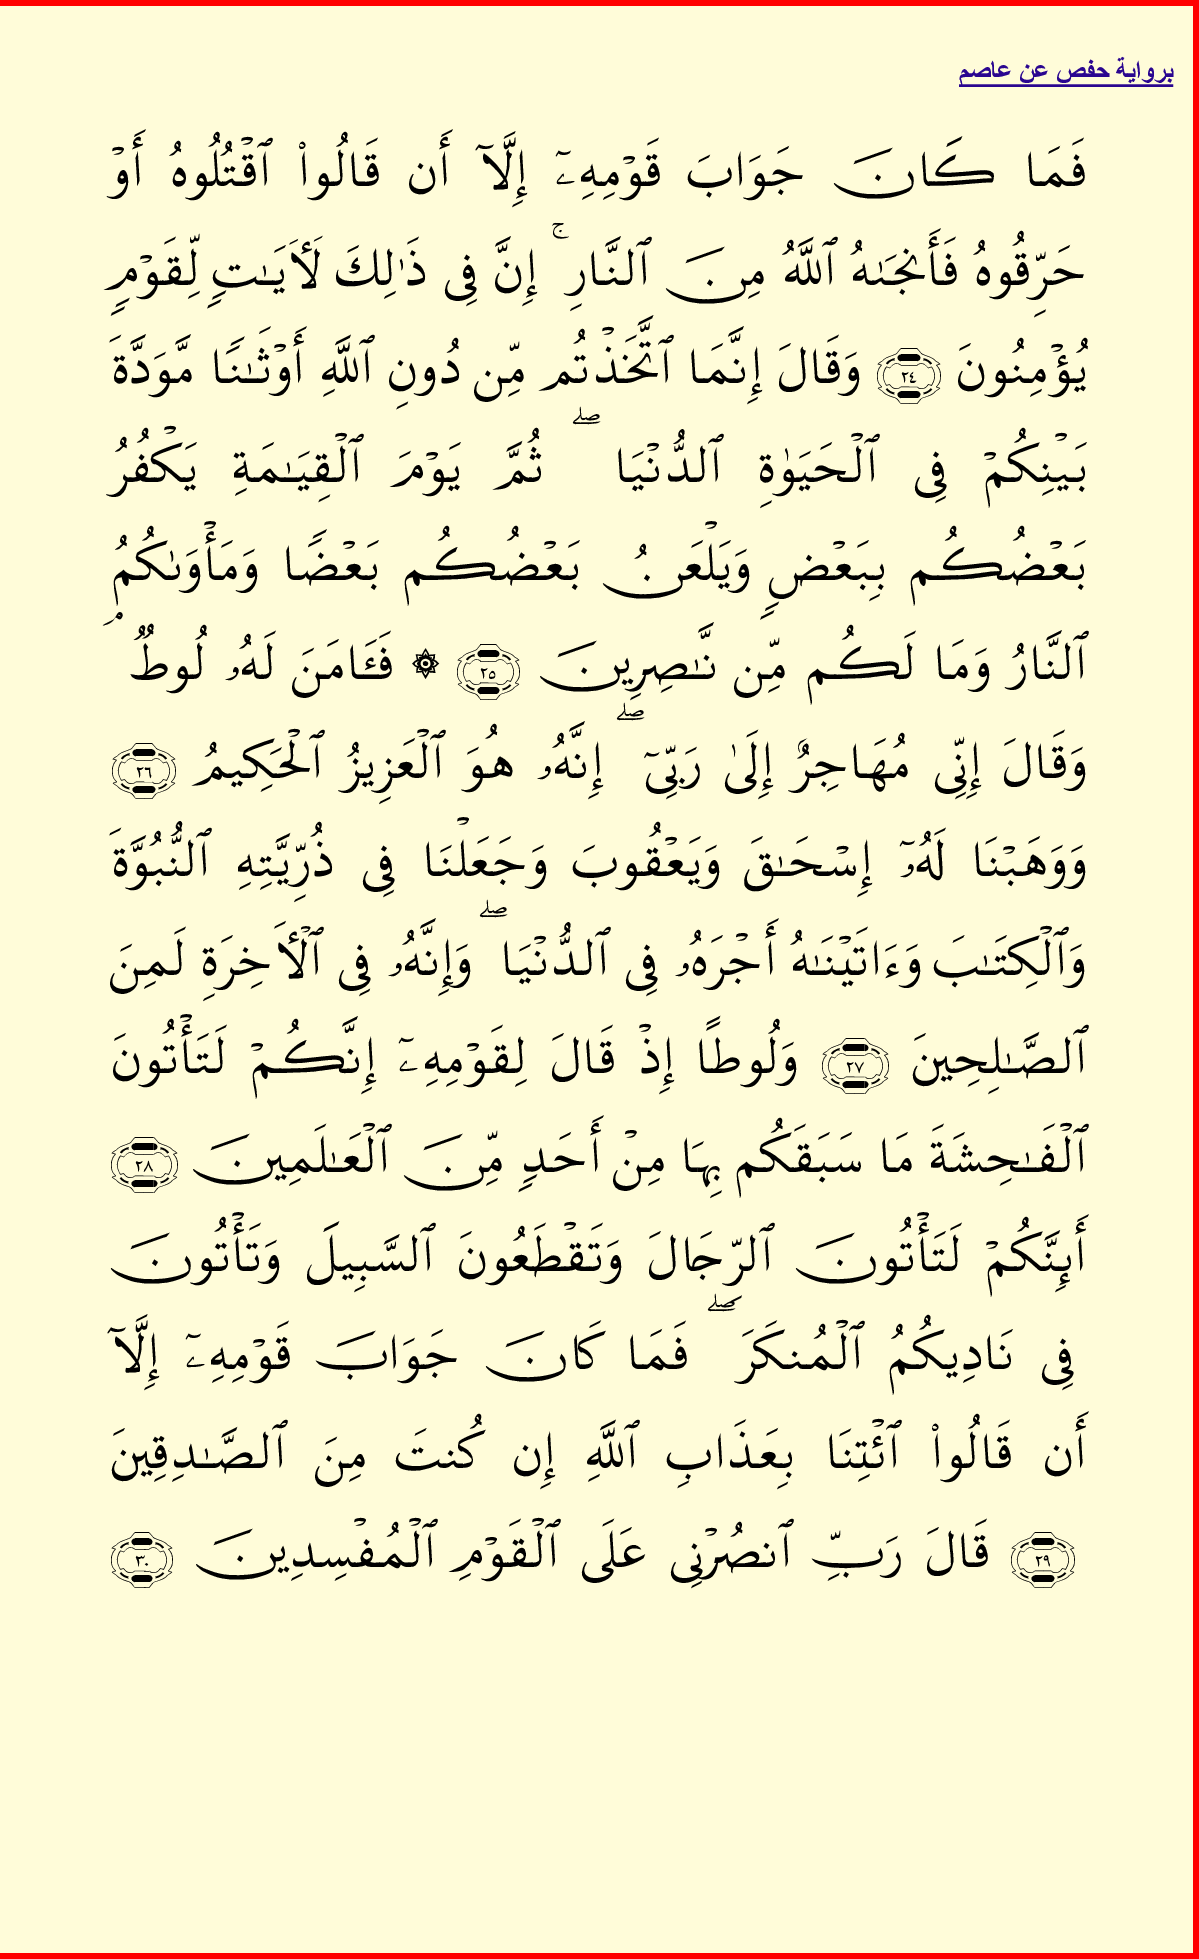 برواية حفص عن عاصم
فَمَا كَانَ جَوَابَ قَوْمِهِۦٓ إِلَّآ أَن قَالُوا۟ ٱقْتُلُوهُ أَوْ
حَرِّقُوهُ فَأَنجَىٰهُ ٱللَّهُ مِنَ ٱلنَّارِ ۚ إِنَّ فِى ذَٰلِكَ لَـَٔايَـٰتٍ لِّقَوْمٍ
يُؤْمِنُونَ ٢٤ وَقَالَ إِنَّمَا ٱتَّخَذْتُم مِّن دُونِ ٱللَّهِ أَوْثَـٰنًا مَّوَدَّةَ
بَيْنِكُمْ فِى ٱلْحَيَوٰةِ ٱلدُّنْيَا ۖ ثُمَّ يَوْمَ ٱلْقِيَـٰمَةِ يَكْفُرُ
بَعْضُكُم بِبَعْضٍ وَيَلْعَنُ بَعْضُكُم بَعْضًا وَمَأْوَىٰكُمُ
ٱلنَّارُ وَمَا لَكُم مِّن نَّـٰصِرِينَ ٢٥ ۞ فَـَٔامَنَ لَهُۥ لُوطٌ ۘ
وَقَالَ إِنِّى مُهَاجِرٌ إِلَىٰ رَبِّىٓ ۖ إِنَّهُۥ هُوَ ٱلْعَزِيزُ ٱلْحَكِيمُ ٢٦
وَوَهَبْنَا لَهُۥٓ إِسْحَـٰقَ وَيَعْقُوبَ وَجَعَلْنَا فِى ذُرِّيَّتِهِ ٱلنُّبُوَّةَ
وَٱلْكِتَـٰبَ وَءَاتَيْنَـٰهُ أَجْرَهُۥ فِى ٱلدُّنْيَا ۖ وَإِنَّهُۥ فِى ٱلْـَٔاخِرَةِ لَمِنَ
ٱلصَّـٰلِحِينَ ٢٧ وَلُوطًا إِذْ قَالَ لِقَوْمِهِۦٓ إِنَّكُمْ لَتَأْتُونَ
ٱلْفَـٰحِشَةَ مَا سَبَقَكُم بِهَا مِنْ أَحَدٍ مِّنَ ٱلْعَـٰلَمِينَ ٢٨
أَئِنَّكُمْ لَتَأْتُونَ ٱلرِّجَالَ وَتَقْطَعُونَ ٱلسَّبِيلَ وَتَأْتُونَ
فِى نَادِيكُمُ ٱلْمُنكَرَ ۖ فَمَا كَانَ جَوَابَ قَوْمِهِۦٓ إِلَّآ
أَن قَالُوا۟ ٱئْتِنَا بِعَذَابِ ٱللَّهِ إِن كُنتَ مِنَ ٱلصَّـٰدِقِينَ
٢٩ قَالَ رَبِّ ٱنصُرْنِى عَلَى ٱلْقَوْمِ ٱلْمُفْسِدِينَ ٣٠